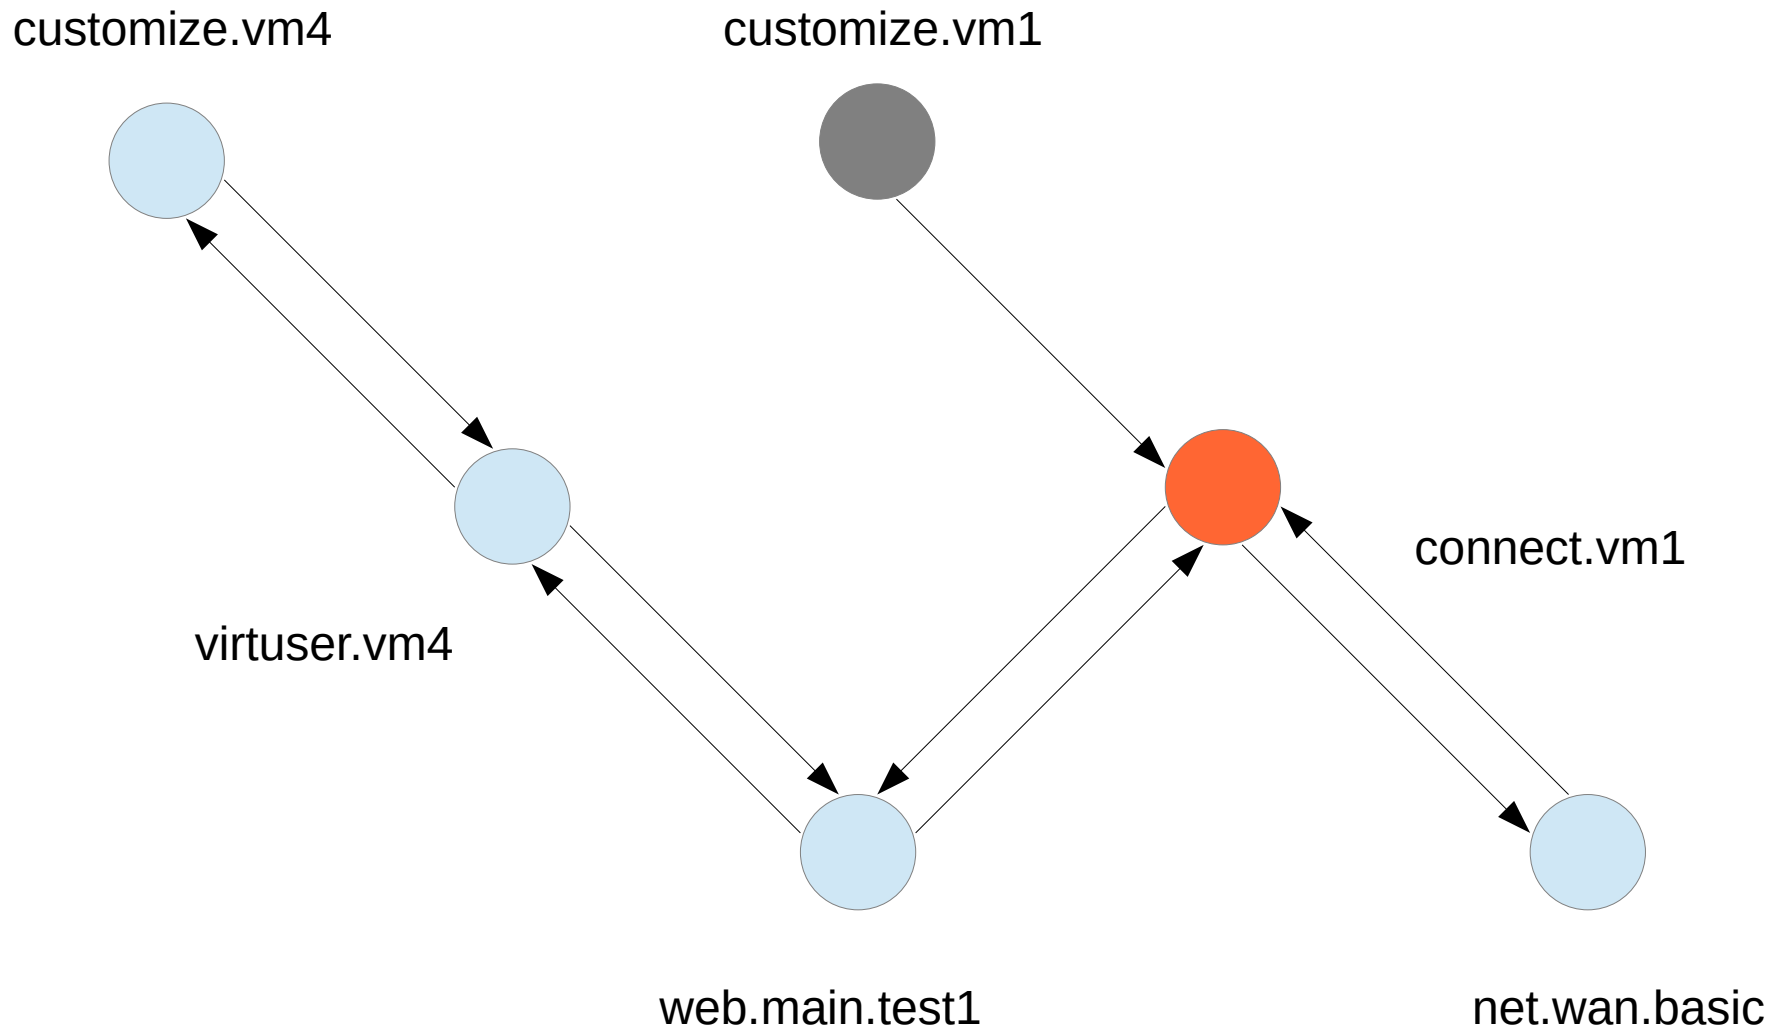 customize.vm4
customize.vm1
connect.vm1
virtuser.vm4
web.main.test1
net.wan.basic